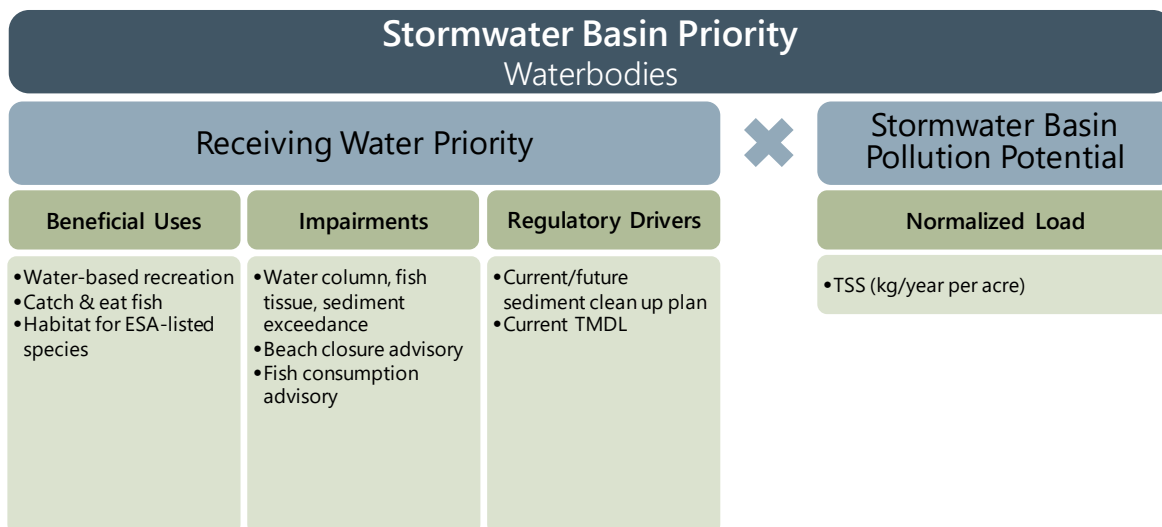 Stormwater Basin Priority
Waterbodies
Receiving Water Priority
Stormwater Basin
Pollution Potential
Beneficial Uses
•Water-based recreation
•Catch & eat fish
•Habitat for ESA-listed
species
Impairments
•Water column, fish
tissue, sediment
exceedance
•Beach closure advisory
•Fish consumption
advisory
Regulatory Drivers
•Current/future
sediment clean up plan
•Current TMDL
Normalized Load
•TSS (kg/year per acre)